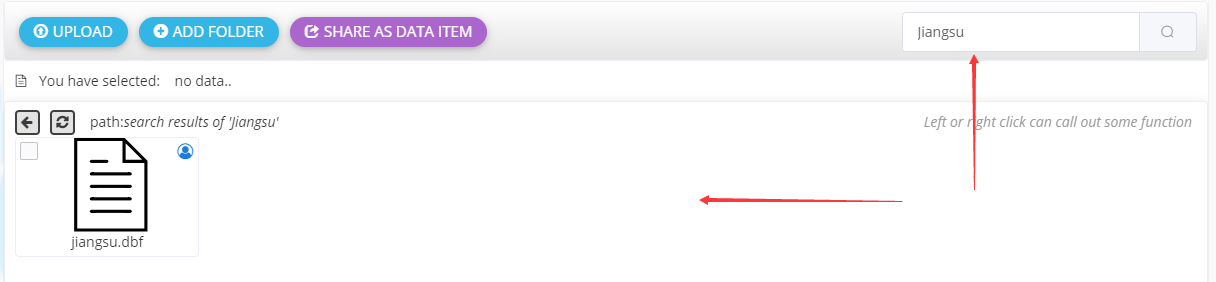 UPLOAD ADD FOLDER SHARE AS DATA ITEM Jiangsu
You have selected: no data..
path:search results of 'Jiangsu' Left or right click can call out some function
jiangsu.dbf